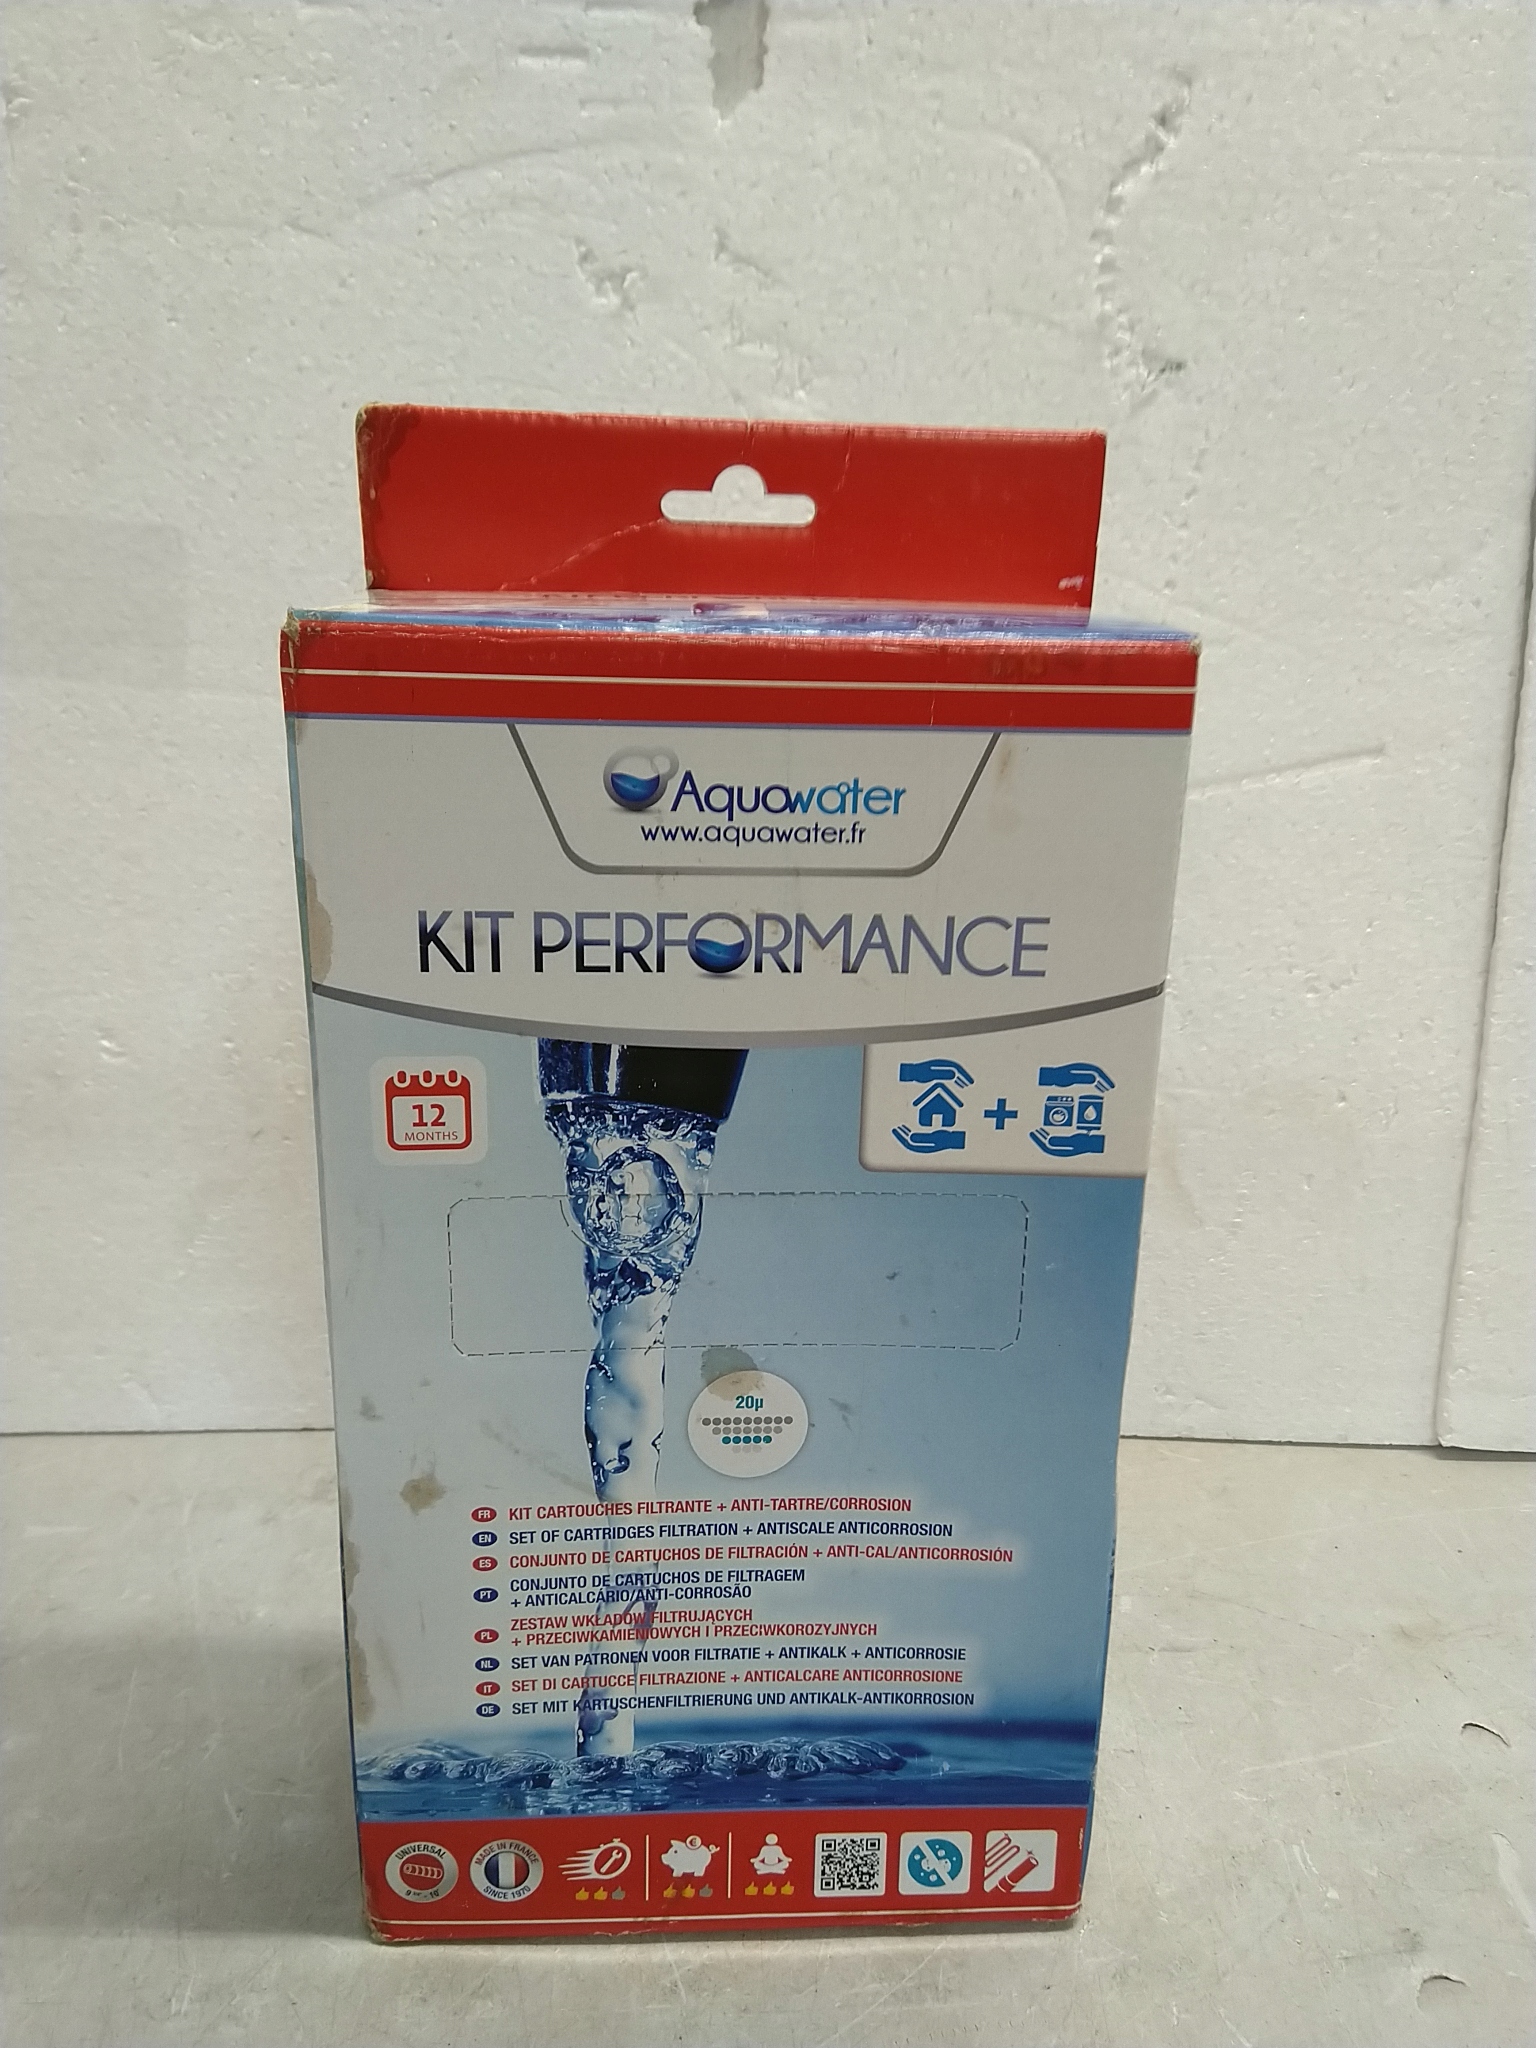 Aquawater
www.aquawater.fr
KIT PERFORMANCE
12
MONTHS
20µ
FR KIT CARTOUCHES FILTRANTE + ANTI-TARTRE/CORROSION
EN SET OF CARTRIDGES FILTRATION + ANTISCALE ANTICORROSION
ES CONJUNTO DE CARTUCHOS DE FILTRACIÓN + ANTI-CAL/ANTICORROSIÓN
PT CONJUNTO DE CARTUCHOS DE FILTRAGEM
+ ANTICALCÁRIO/ANTI-CORROSÃO
PL ZESTAW WKŁADÓW FILTRUJĄCYCH
+ PRZECIWKAMIENIOWYCH I PRZECIWKOROZYJNYCH
NL SET VAN PATRONEN VOOR FILTRATIE + ANTIKALK + ANTICORROSIE
IT SET DI CARTUCCE FILTRAZIONE + ANTICALCARE ANTICORROSIONE
DE SET MIT KARTUSCHENFILTRIERUNG UND ANTIKALK-ANTIKORROSION
UNIVERSAL
MADE IN FRANCE
SINCE 1970
€